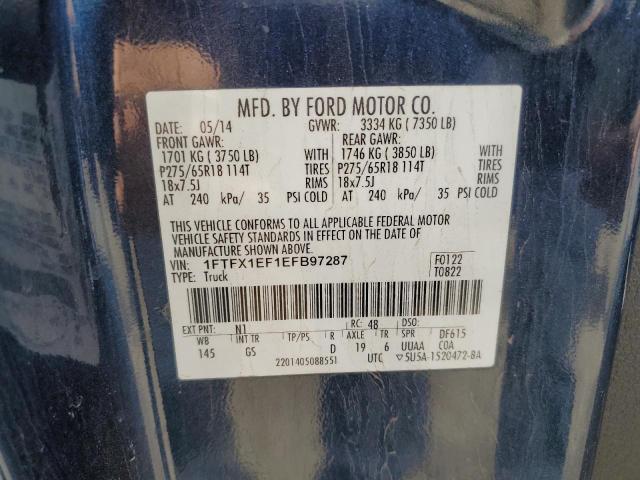 MFD. BY FORD MOTOR CO.
DATE: 05/14 GVWR: 3334 KG ( 7350 LB)
FRONT GAWR: REAR GAWR:
1701 KG ( 3750 LB) WITH 1746 KG ( 3850 LB) WITH
P275/65R18 114T TIRES P275/65R18 114T TIRES
18x7.5J RIMS 18x7.5J RIMS
AT 240 kPa/ 35 PSI COLD AT 240 kPa/ 35 PSI COLD
THIS VEHICLE CONFORMS TO ALL APPLICABLE FEDERAL MOTOR
VEHICLE SAFETY STANDARDS IN EFFECT ON THE DATE OF
MANUFACTURE SHOWN ABOVE.
VIN: 1FTFX1EF1EFB97287 F0122
TYPE: Truck T0822
EXT PNT: N1 RC: 48 DSO:
WB INT TR TP/PS R AXLE TR SPR DF615
145 GS D 19 6 UUAA COA
2201405088551 UTC ▽5U5A-1520472-BA